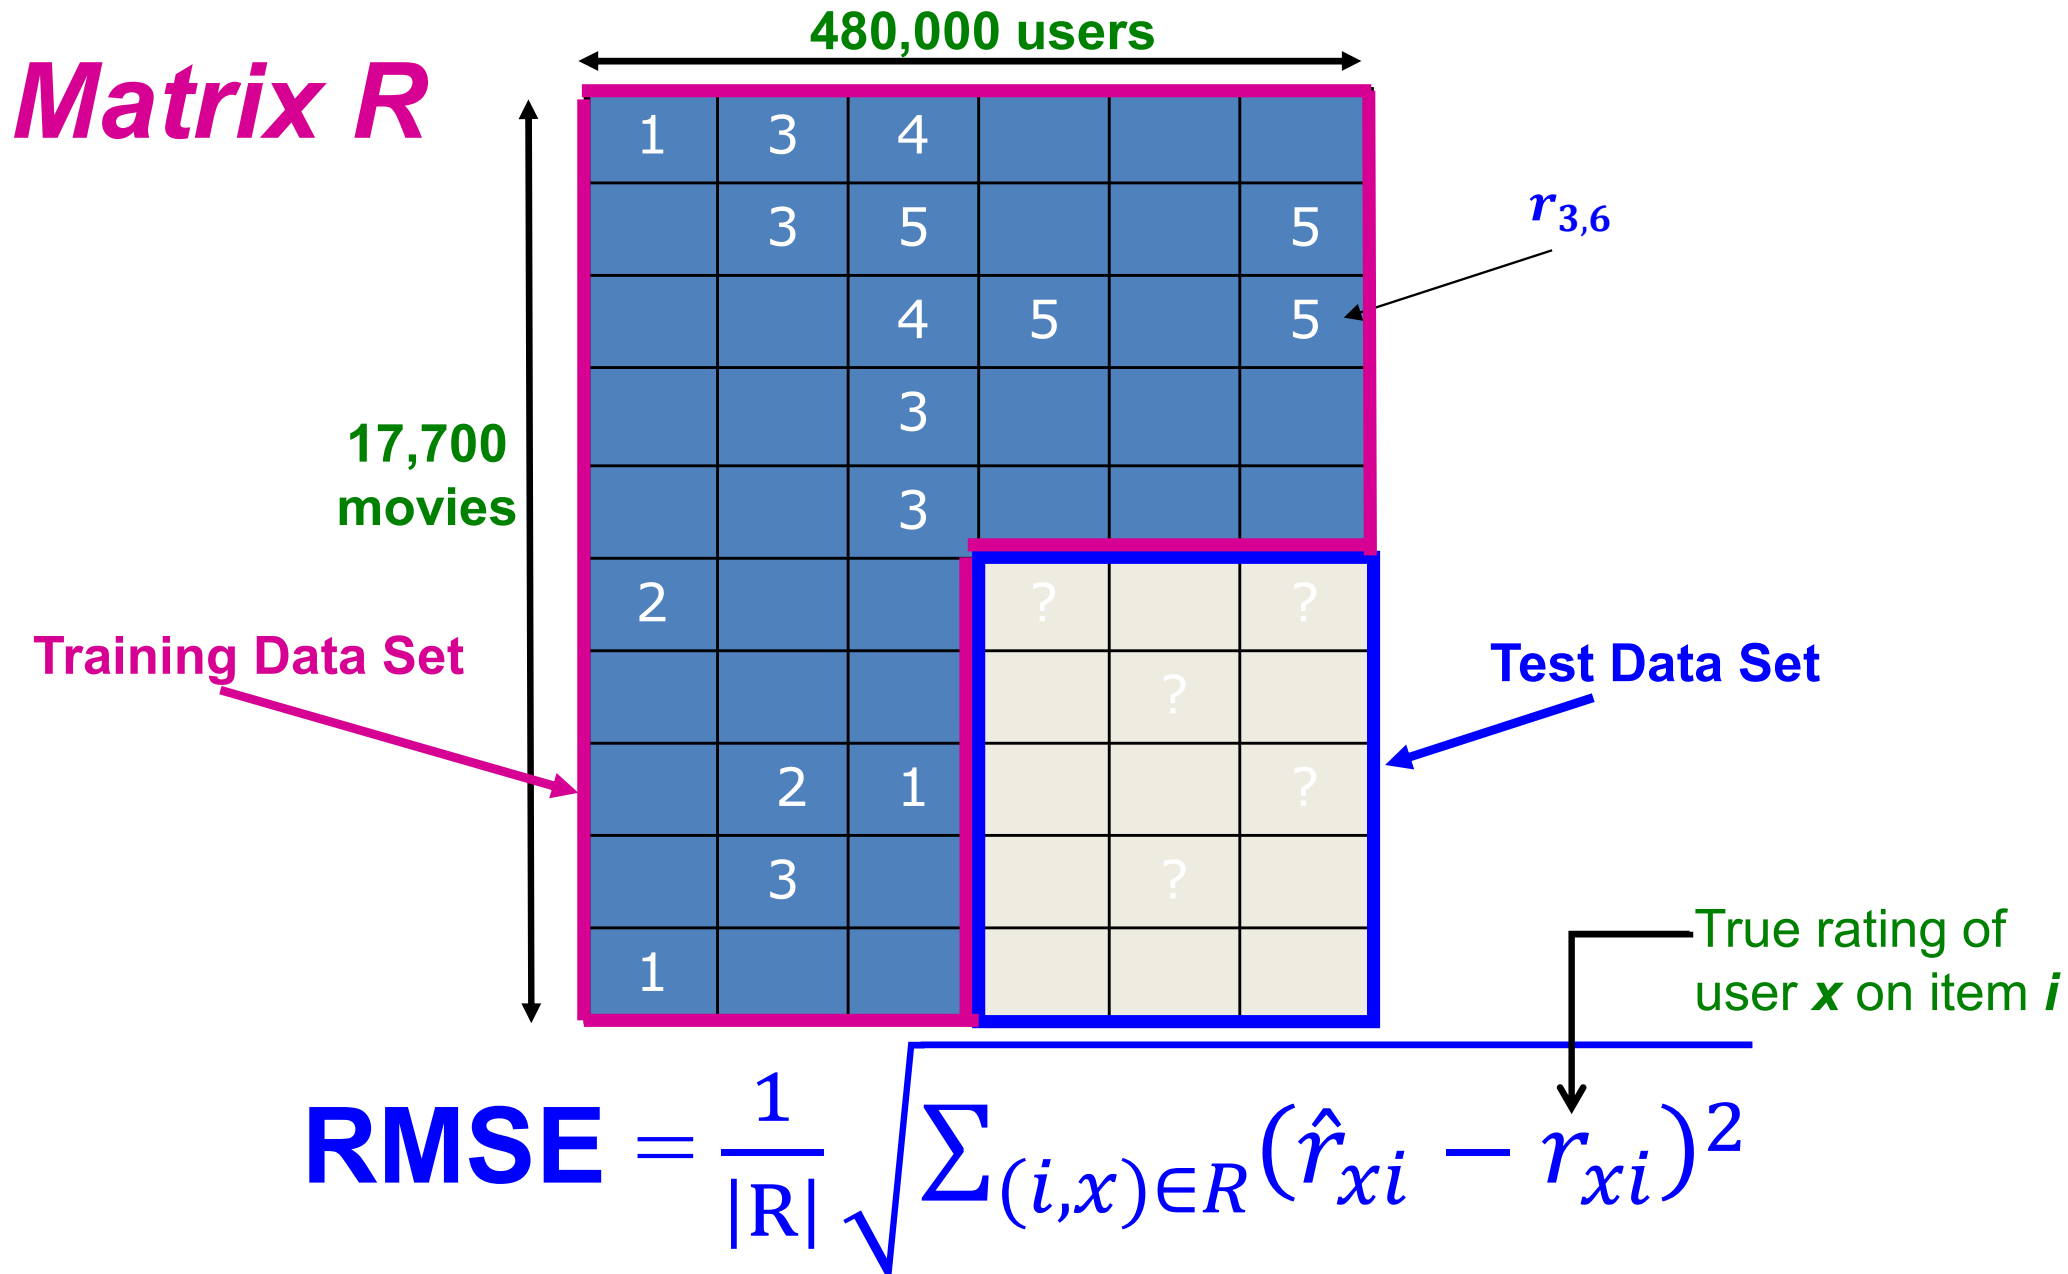 480,000 users
Matrix R
1 3 4
3 5 5
r3,6
4 5 5
3
17,700
movies
3
2 ? ?
Training Data Set
Test Data Set
?
2 1 ?
3 ?
True rating of
user x on item i
1
RMSE = 1/|R| √∑(i,x)∈R(r̂xi − rxi)²